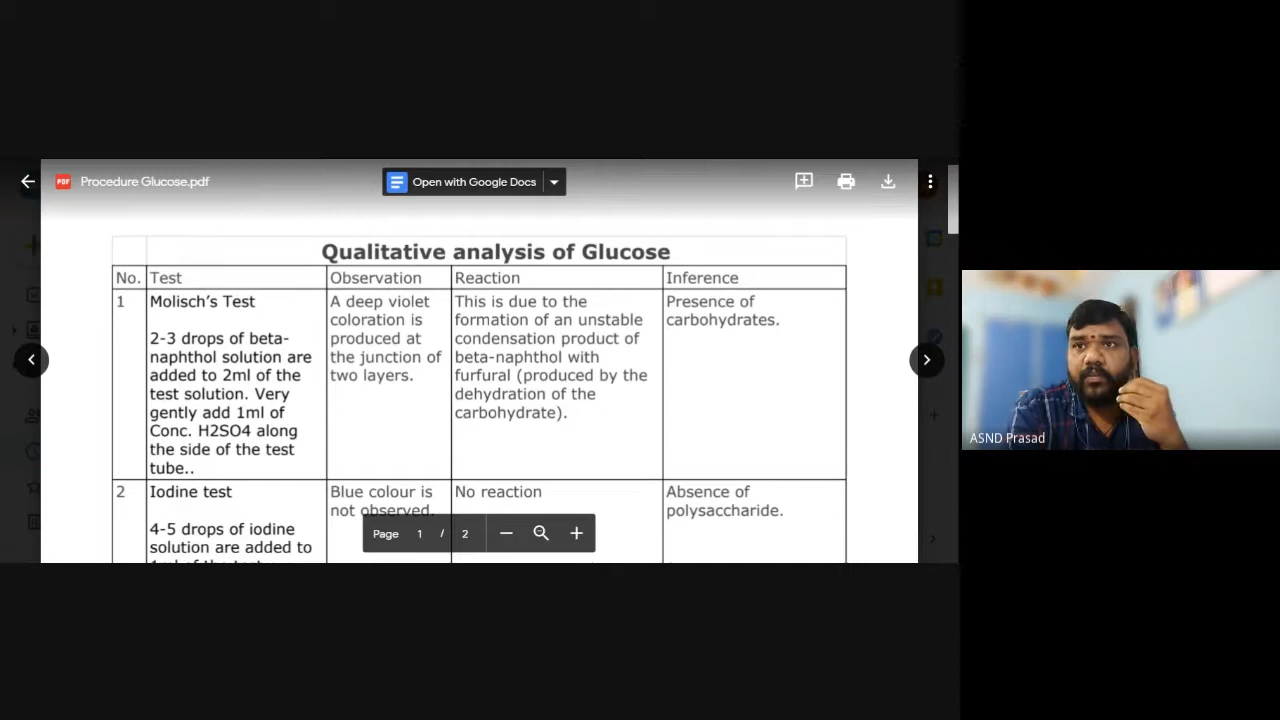 Procedure Glucose.pdf
Open with Google Docs
Qualitative analysis of Glucose
No. Test Observation Reaction Inference
1 Molisch's Test
2-3 drops of beta-
naphthol solution are
added to 2ml of the
test solution. Very
gently add 1ml of
Conc. H2SO4 along
the side of the test
tube..
A deep violet
coloration is
produced at
the junction of
two layers.
This is due to the
formation of an unstable
condensation product of
beta-naphthol with
furfural (produced by the
dehydration of the
carbohydrate).
Presence of
carbohydrates.
2 Iodine test
4-5 drops of iodine
solution are added to
Blue colour is
not observed.
No reaction
Absence of
polysaccharide.
Page 1 / 2
PDF
ASND Prasad